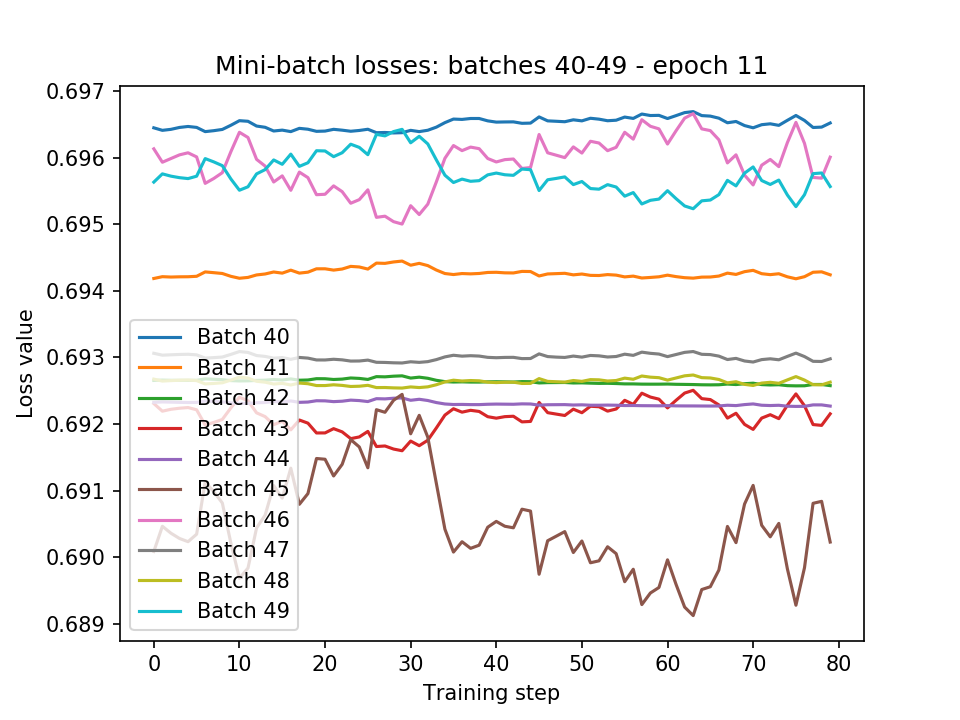 Mini-batch losses: batches 40-49 - epoch 11
0.697
0.696
0.695
0.694
0.693
0.692
0.691
0.690
0.689
Loss value
Batch 40
Batch 41
Batch 42
Batch 43
Batch 44
Batch 45
Batch 46
Batch 47
Batch 48
Batch 49
0 10 20 30 40 50 60 70 80
Training step